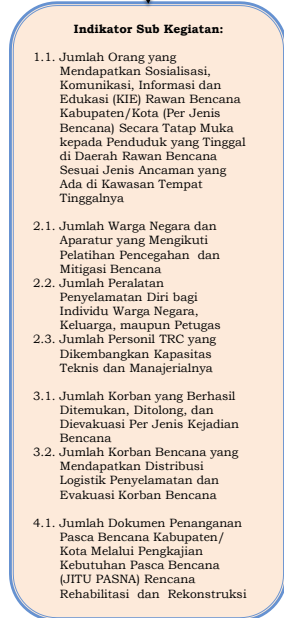 Indikator Sub Kegiatan:
1.1. Jumlah Orang yang
Mendapatkan Sosialisasi,
Komunikasi, Informasi dan
Edukasi (KIE) Rawan Bencana
Kabupaten/Kota (Per Jenis
Bencana) Secara Tatap Muka
kepada Penduduk yang Tinggal
di Daerah Rawan Bencana
Sesuai Jenis Ancaman yang
Ada di Kawasan Tempat
Tinggalnya
2.1. Jumlah Warga Negara dan
Aparatur yang Mengikuti
Pelatihan Pencegahan dan
Mitigasi Bencana
2.2. Jumlah Peralatan
Penyelamatan Diri bagi
Individu Warga Negara,
Keluarga, maupun Petugas
2.3. Jumlah Personil TRC yang
Dikembangkan Kapasitas
Teknis dan Manajerialnya
3.1. Jumlah Korban yang Berhasil
Ditemukan, Ditolong, dan
Dievakuasi Per Jenis Kejadian
Bencana
3.2. Jumlah Korban Bencana yang
Mendapatkan Distribusi
Logistik Penyelamatan dan
Evakuasi Korban Bencana
4.1. Jumlah Dokumen Penanganan
Pasca Bencana Kabupaten/
Kota Melalui Pengkajian
Kebutuhan Pasca Bencana
(JITU PASNA) Rencana
Rehabilitasi dan Rekonstruksi